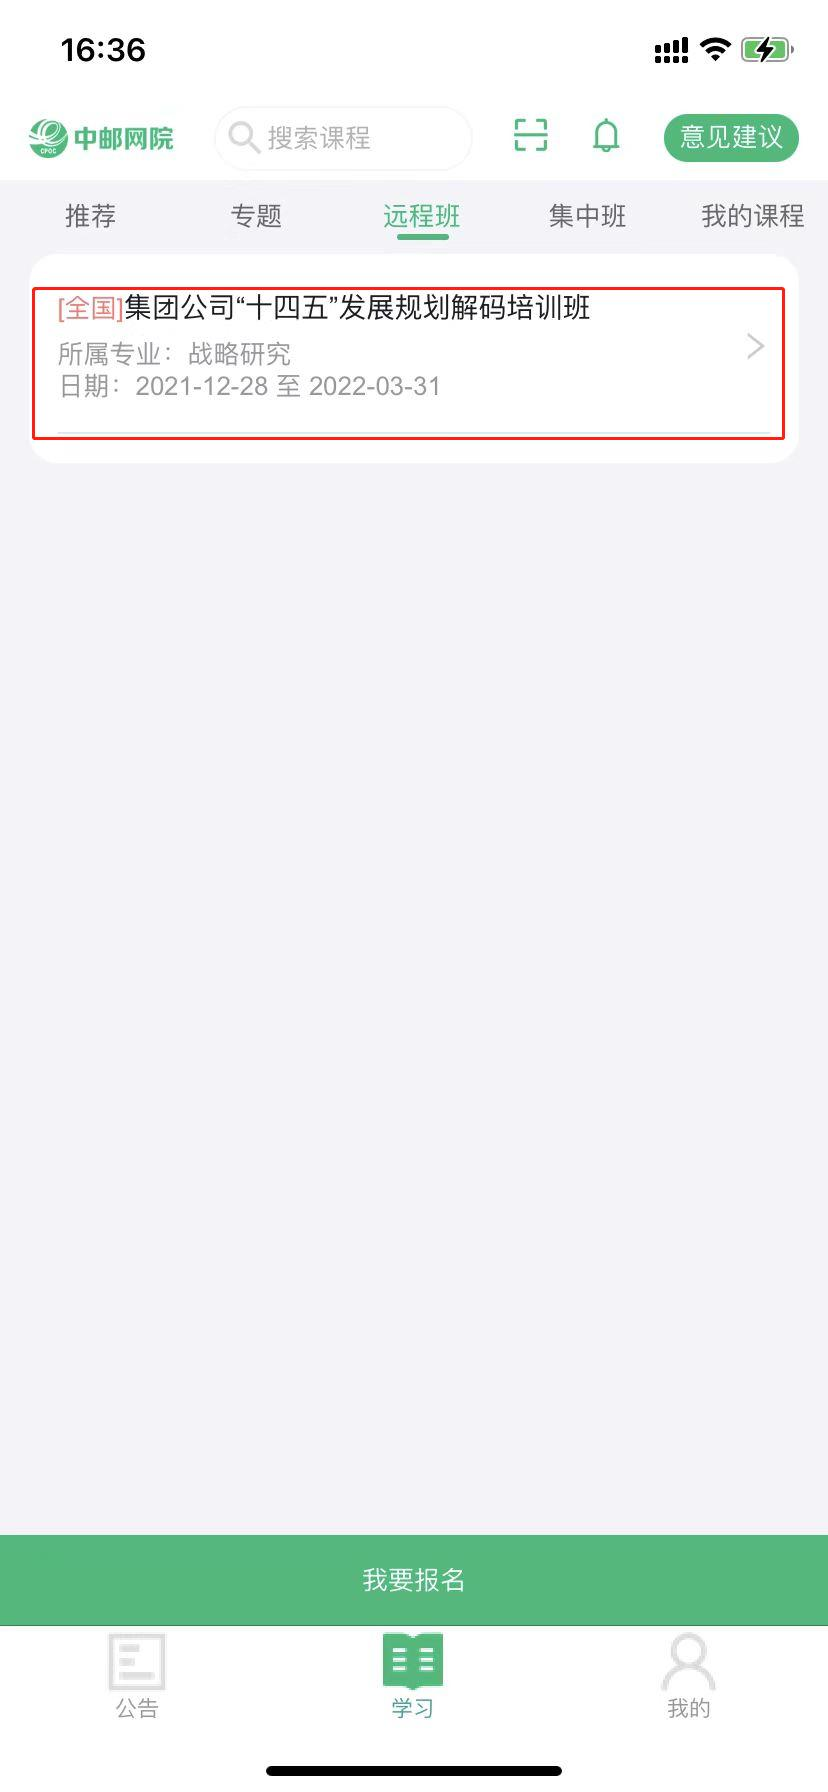 16:36
CPOC
中邮网院
搜索课程
意见建议
推荐
专题
远程班
集中班
我的课程
[全国]集团公司“十四五”发展规划解码培训班
所属专业：战略研究
日期：2021-12-28 至 2022-03-31
我要报名
公告
学习
我的